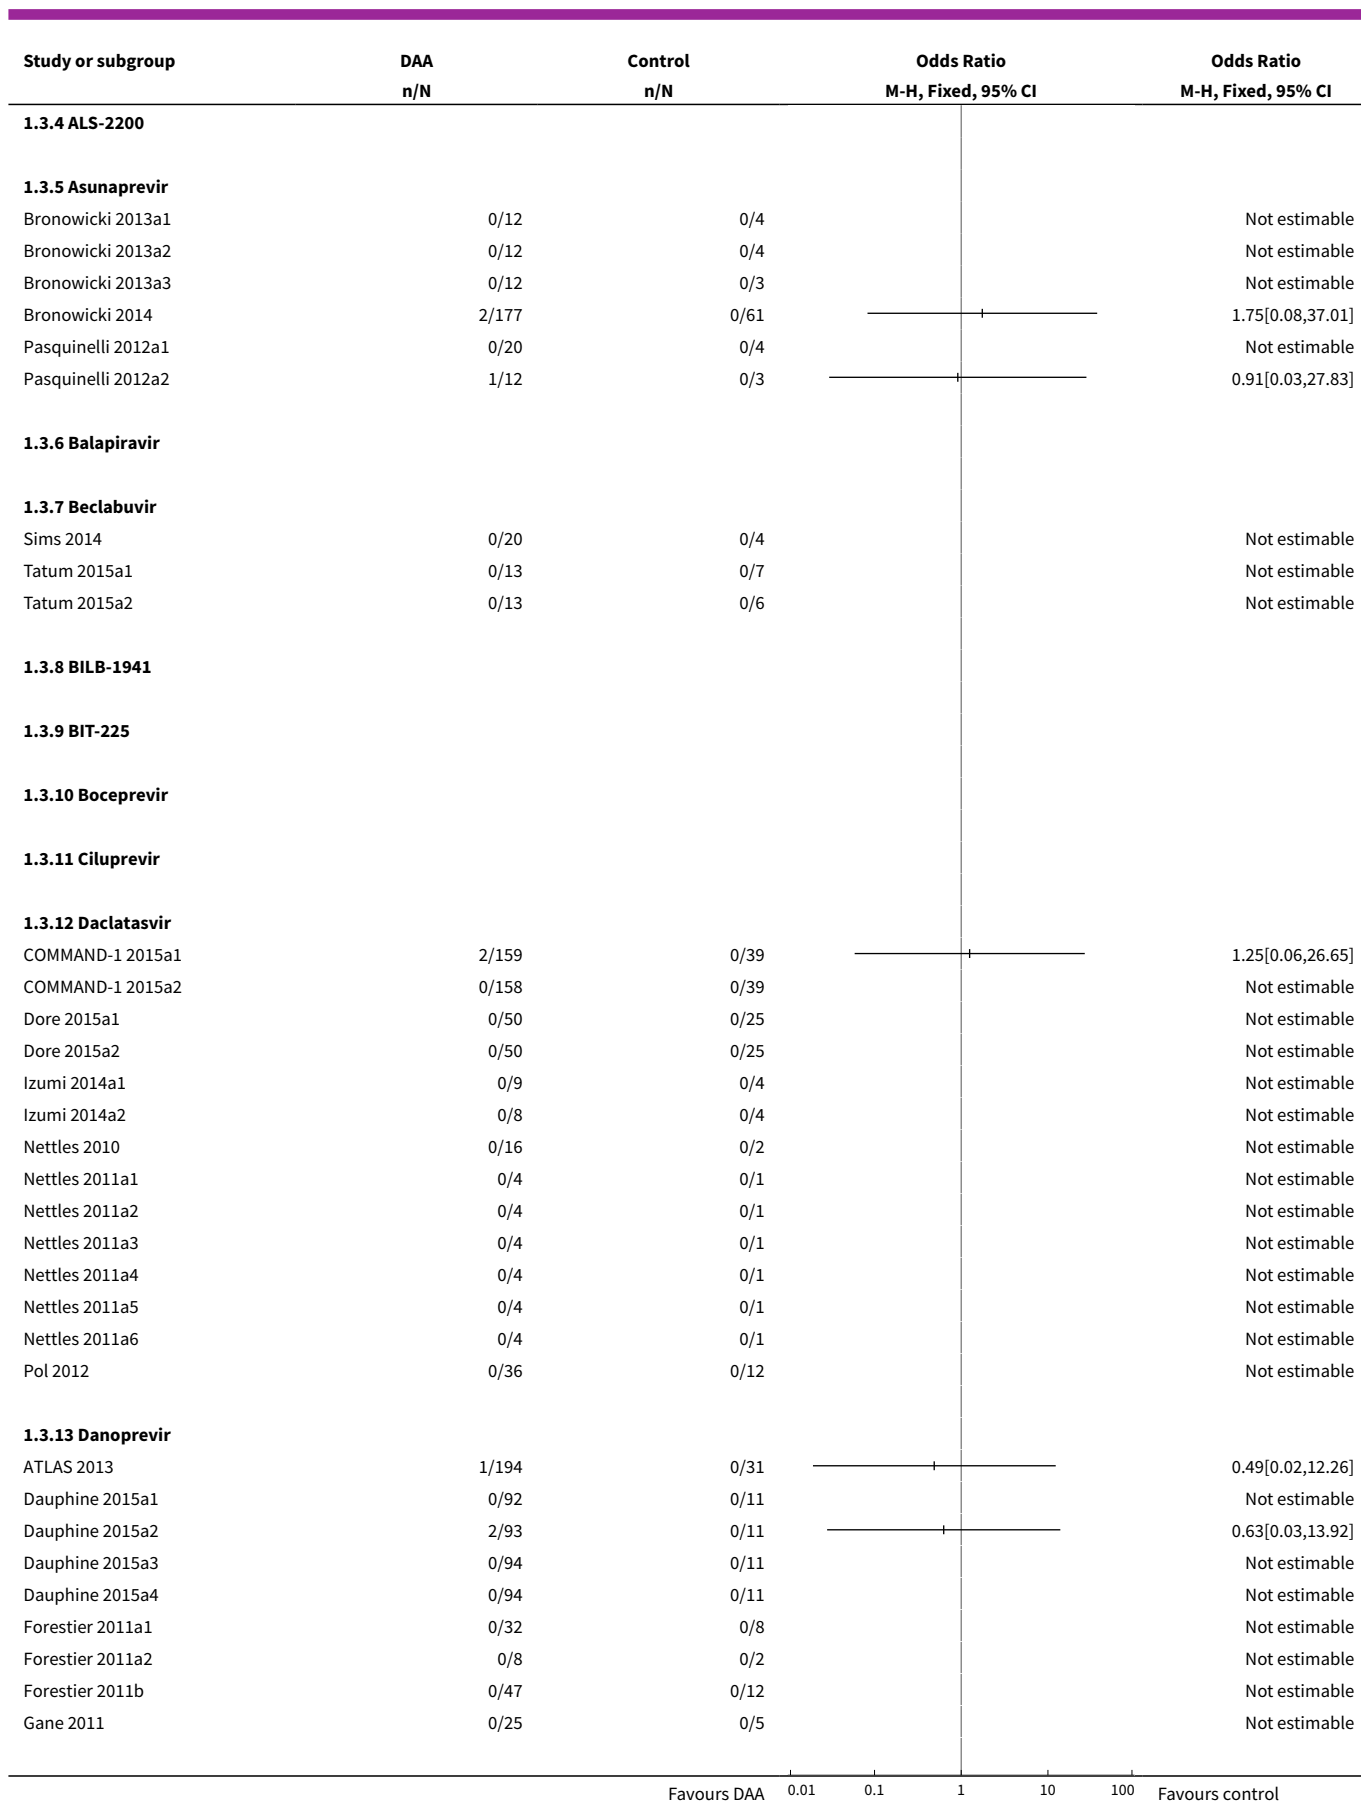 Study or subgroup DAA Control Odds Ratio Odds Ratio
n/N n/N M-H, Fixed, 95% CI M-H, Fixed, 95% CI
1.3.4 ALS-2200
1.3.5 Asunaprevir
Bronowicki 2013a1 0/12 0/4 Not estimable
Bronowicki 2013a2 0/12 0/4 Not estimable
Bronowicki 2013a3 0/12 0/3 Not estimable
Bronowicki 2014 2/177 0/61 1.75[0.08,37.01]
Pasquinelli 2012a1 0/20 0/4 Not estimable
Pasquinelli 2012a2 1/12 0/3 0.91[0.03,27.83]
1.3.6 Balapiravir
1.3.7 Beclabuvir
Sims 2014 0/20 0/4 Not estimable
Tatum 2015a1 0/13 0/7 Not estimable
Tatum 2015a2 0/13 0/6 Not estimable
1.3.8 BILB-1941
1.3.9 BIT-225
1.3.10 Boceprevir
1.3.11 Ciluprevir
1.3.12 Daclatasvir
COMMAND-1 2015a1 2/159 0/39 1.25[0.06,26.65]
COMMAND-1 2015a2 0/158 0/39 Not estimable
Dore 2015a1 0/50 0/25 Not estimable
Dore 2015a2 0/50 0/25 Not estimable
Izumi 2014a1 0/9 0/4 Not estimable
Izumi 2014a2 0/8 0/4 Not estimable
Nettles 2010 0/16 0/2 Not estimable
Nettles 2011a1 0/4 0/1 Not estimable
Nettles 2011a2 0/4 0/1 Not estimable
Nettles 2011a3 0/4 0/1 Not estimable
Nettles 2011a4 0/4 0/1 Not estimable
Nettles 2011a5 0/4 0/1 Not estimable
Nettles 2011a6 0/4 0/1 Not estimable
Pol 2012 0/36 0/12 Not estimable
1.3.13 Danoprevir
ATLAS 2013 1/194 0/31 0.49[0.02,12.26]
Dauphine 2015a1 0/92 0/11 Not estimable
Dauphine 2015a2 2/93 0/11 0.63[0.03,13.92]
Dauphine 2015a3 0/94 0/11 Not estimable
Dauphine 2015a4 0/94 0/11 Not estimable
Forestier 2011a1 0/32 0/8 Not estimable
Forestier 2011a2 0/8 0/2 Not estimable
Forestier 2011b 0/47 0/12 Not estimable
Gane 2011 0/25 0/5 Not estimable
Favours DAA 0.01 0.1 1 10 100 Favours control